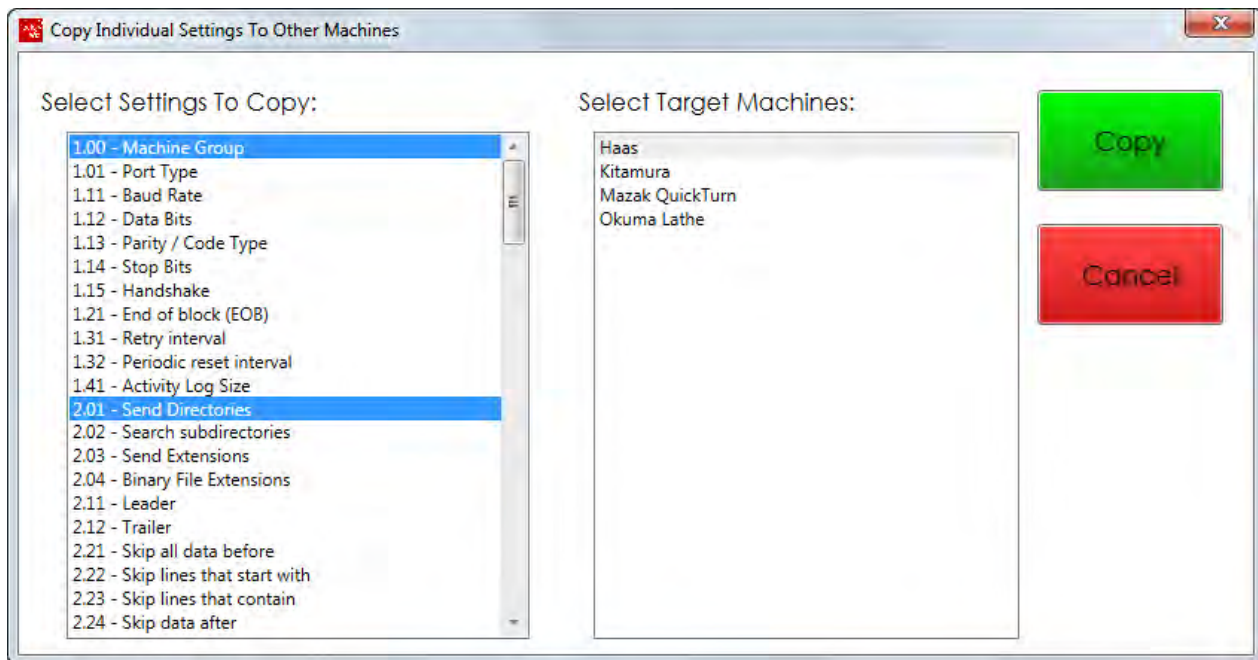 Copy Individual Settings To Other Machines
Select Settings To Copy:
1.00 - Machine Group
1.01 - Port Type
1.11 - Baud Rate
1.12 - Data Bits
1.13 - Parity / Code Type
1.14 - Stop Bits
1.15 - Handshake
1.21 - End of block (EOB)
1.31 - Retry interval
1.32 - Periodic reset interval
1.41 - Activity Log Size
2.01 - Send Directories
2.02 - Search subdirectories
2.03 - Send Extensions
2.04 - Binary File Extensions
2.11 - Leader
2.12 - Trailer
2.21 - Skip all data before
2.22 - Skip lines that start with
2.23 - Skip lines that contain
2.24 - Skip data after
Select Target Machines:
Haas
Kitamura
Mazak QuickTurn
Okuma Lathe
Copy
Cancel